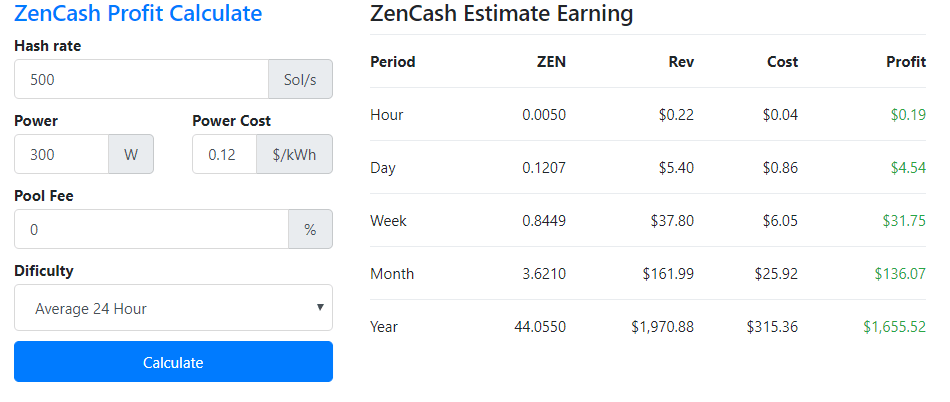 ZenCash Profit Calculate
Hash rate
500 Sol/s
Power Power Cost
300 W 0.12 $/kWh
Pool Fee
0 %
Dificulty
Average 24 Hour
Calculate
ZenCash Estimate Earning
Period ZEN Rev Cost Profit
Hour 0.0050 $0.22 $0.04 $0.19
Day 0.1207 $5.40 $0.86 $4.54
Week 0.8449 $37.80 $6.05 $31.75
Month 3.6210 $161.99 $25.92 $136.07
Year 44.0550 $1,970.88 $315.36 $1,655.52